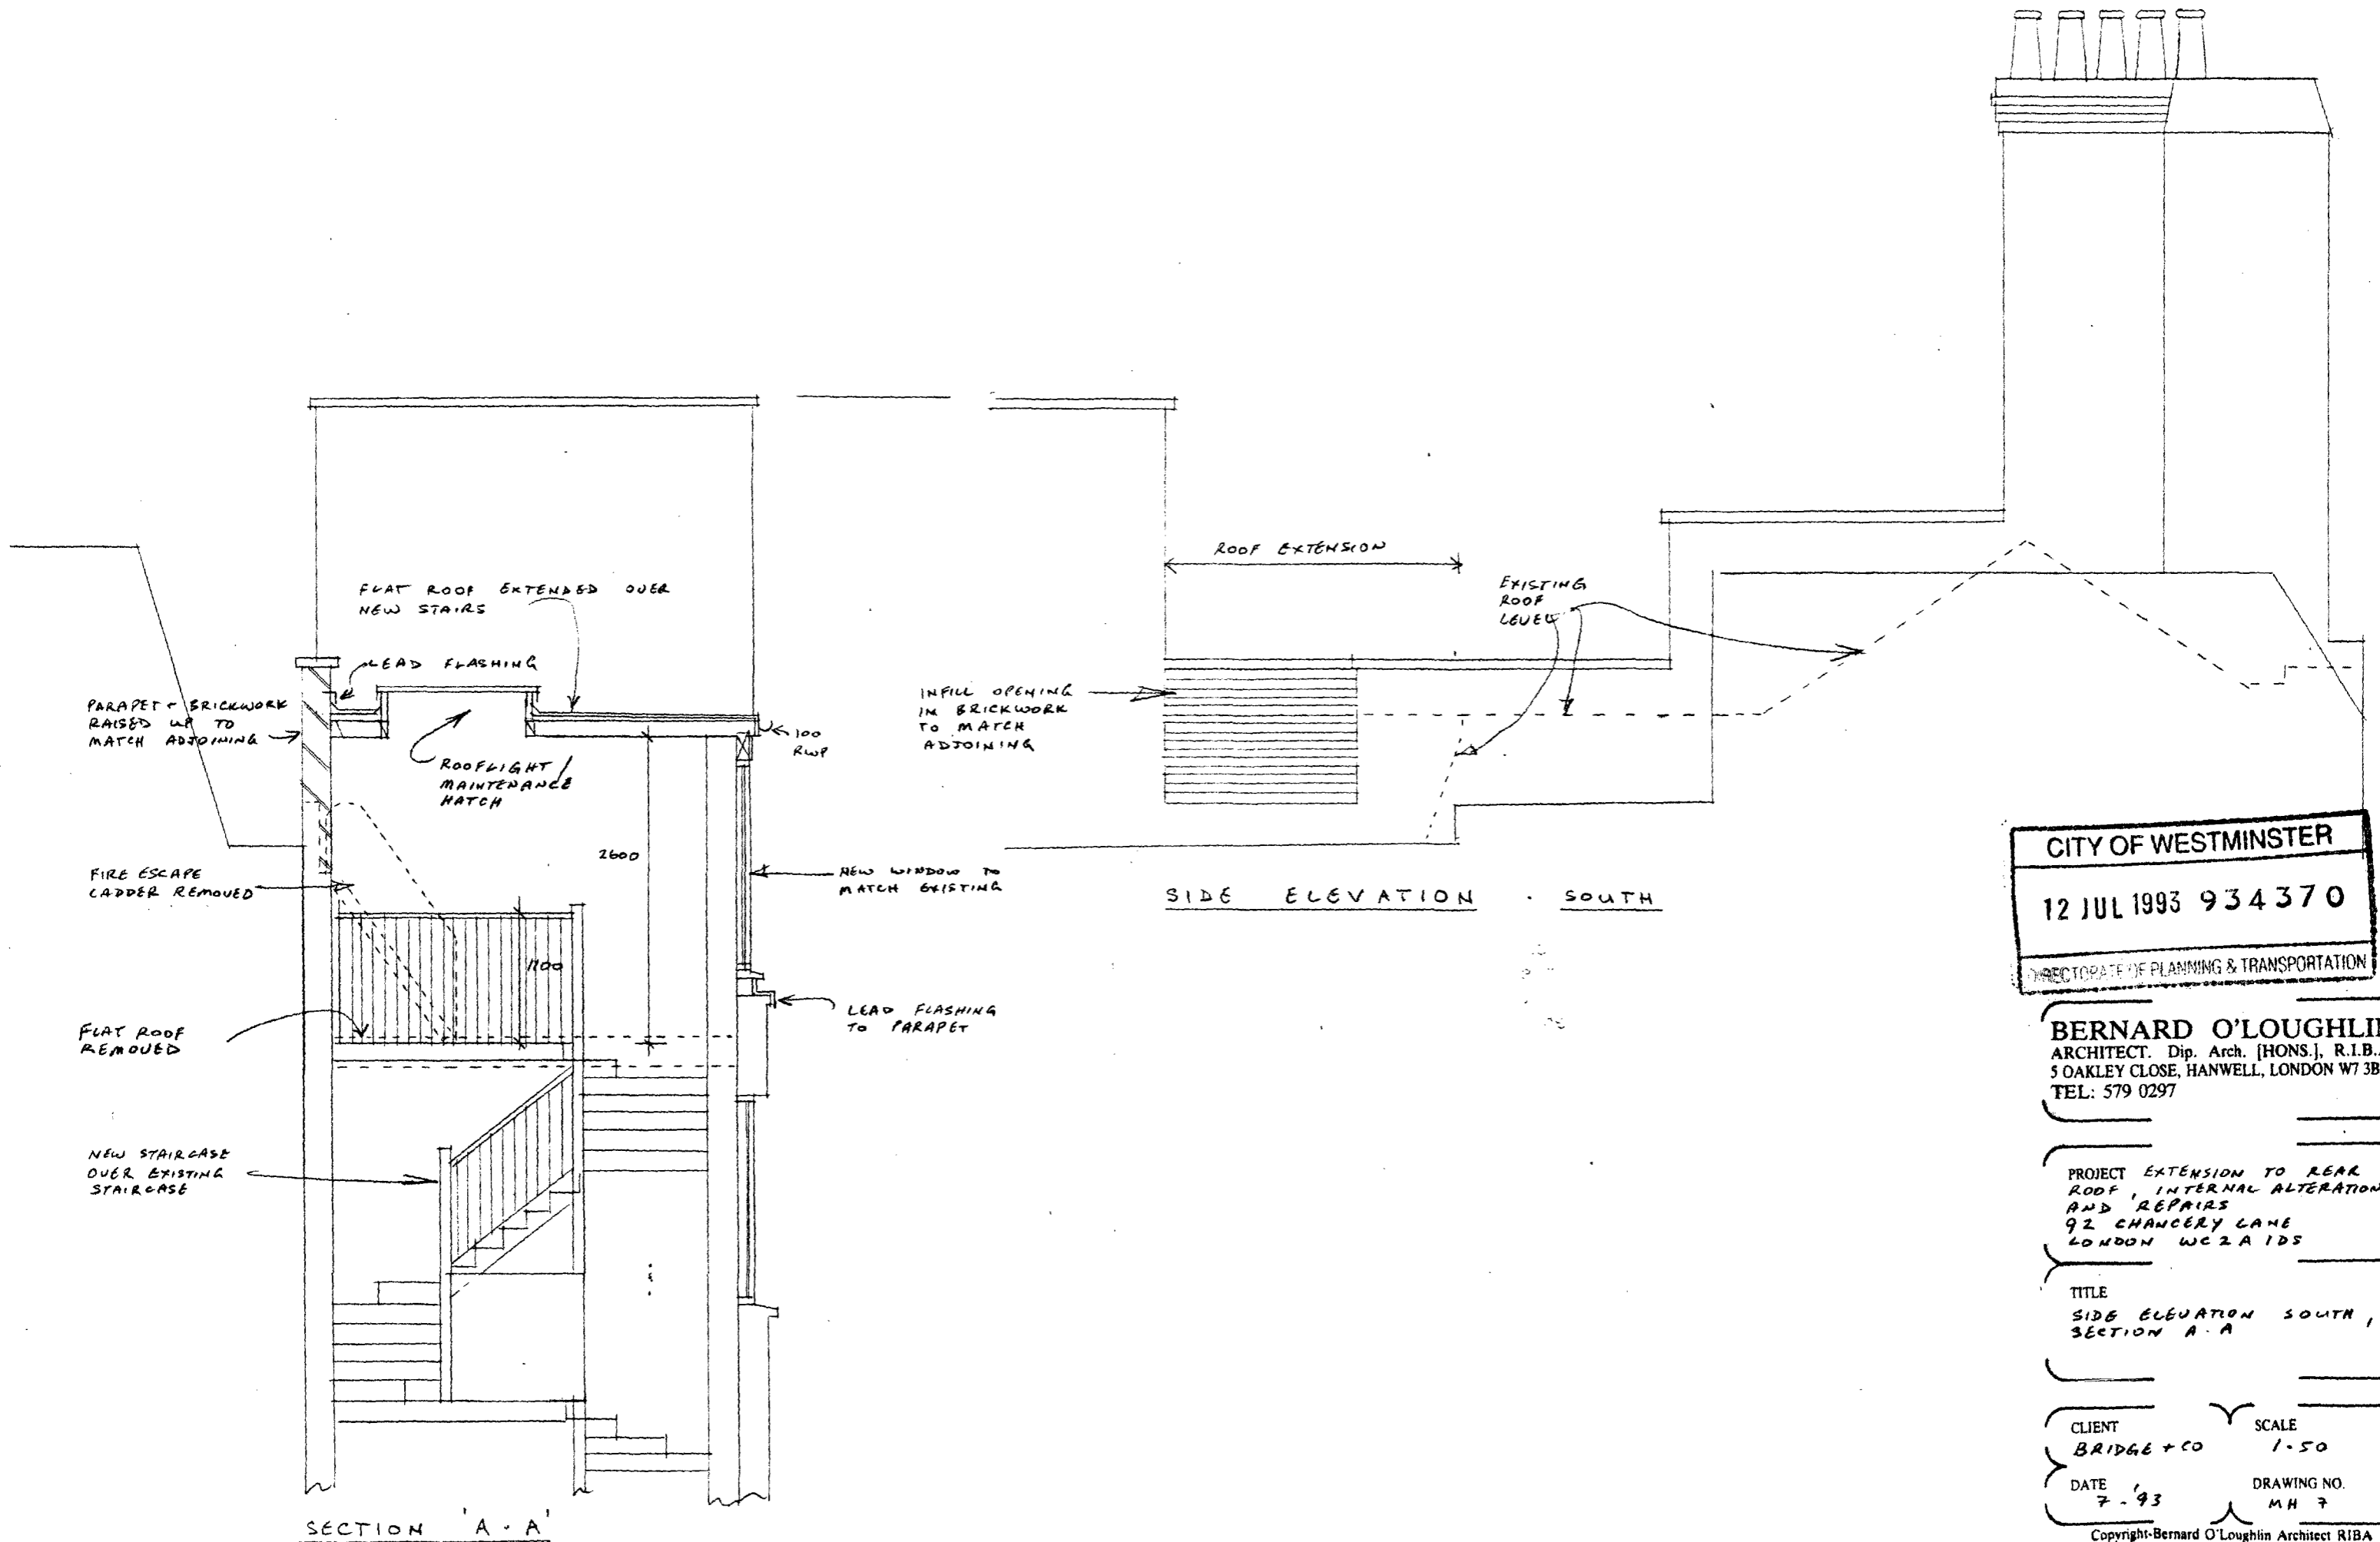 FLAT ROOF EXTENDED OVER
NEW STAIRS
LEAD FLASHING
PARAPET + BRICKWORK
RAISED UP TO
MATCH ADJOINING
ROOFLIGHT /
MAINTENANCE
HATCH
100
RWP
2600
FIRE ESCAPE
LADDER REMOVED
NEW WINDOW TO
MATCH EXISTING
1100
LEAD FLASHING
TO PARAPET
FLAT ROOF
REMOVED
NEW STAIRCASE
OVER EXISTING
STAIRCASE
SECTION 'A . A'
ROOF EXTENSION
EXISTING
ROOF
LEVEL
INFILL OPENING
IN BRICKWORK
TO MATCH
ADJOINING
SIDE ELEVATION . SOUTH
CITY OF WESTMINSTER
12 JUL 1993 934370
DIRECTORATE OF PLANNING & TRANSPORTATION
BERNARD O'LOUGHLI
ARCHITECT. Dip. Arch. [HONS.], R.I.B.
5 OAKLEY CLOSE, HANWELL, LONDON W7 3B
TEL: 579 0297
PROJECT EXTENSION TO REAR
ROOF, INTERNAL ALTERATION
AND REPAIRS
92 CHANCERY LANE
LONDON WC2A 1DS
TITLE
SIDE ELEVATION SOUTH,
SECTION A.A
CLIENT
BRIDGE + CO
SCALE
1.50
DATE
7-'93
DRAWING NO.
MH 7
Copyright-Bernard O'Loughlin Architect RIBA